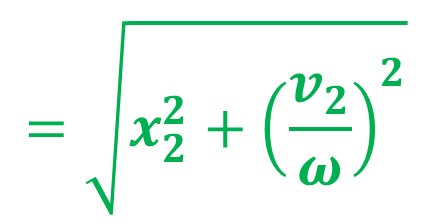 = √(x₂² + (v₂/ω)²)